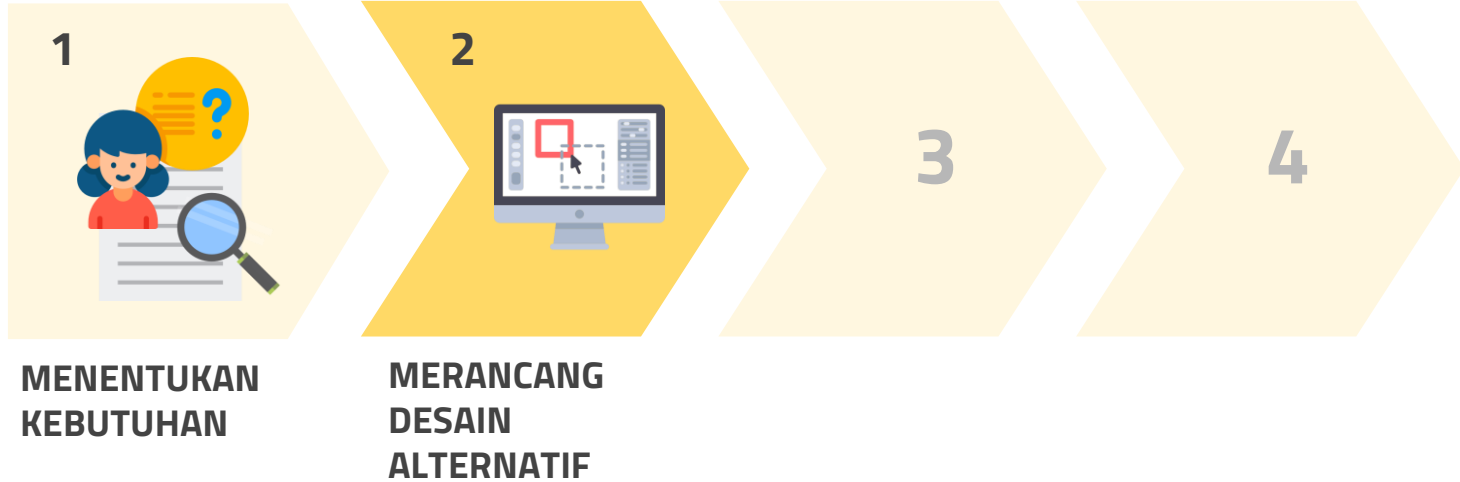 1
2
?
3
4
MENENTUKAN
KEBUTUHAN
MERANCANG
DESAIN
ALTERNATIF